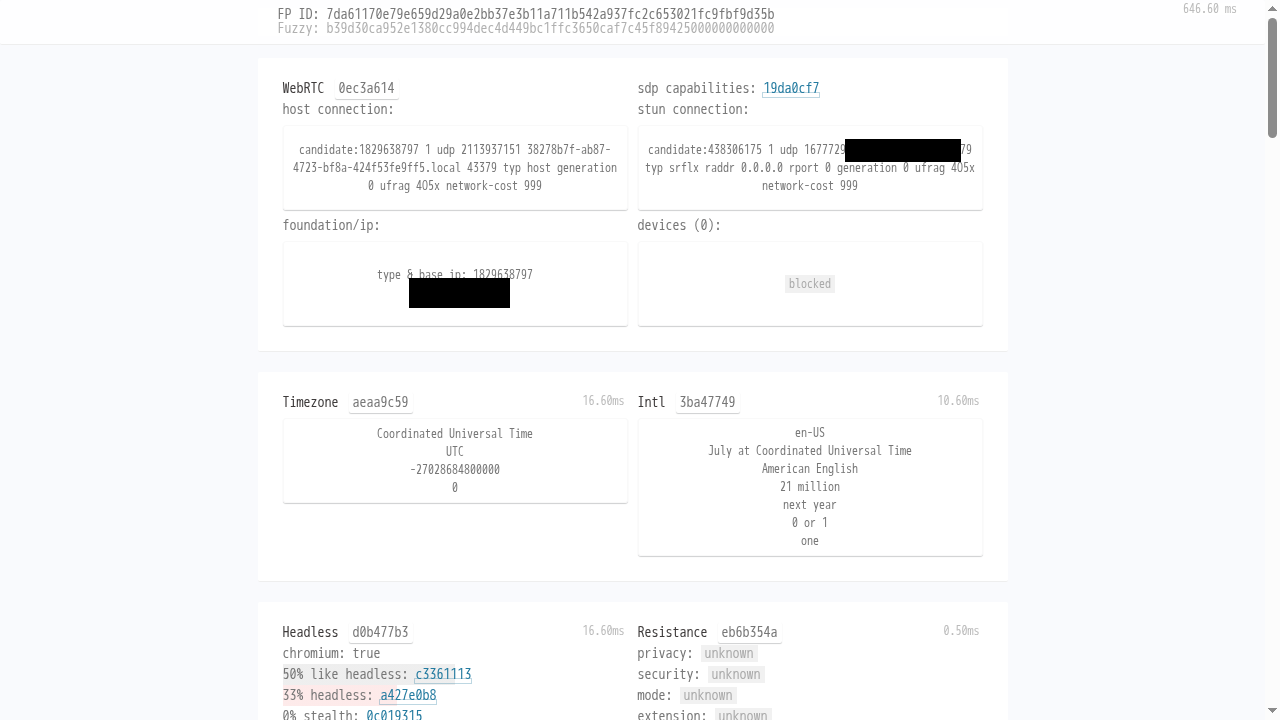 FP ID: 7da61170e79e659d29a0e2bb37e3b11a711b542a937fc2c653021fc9fbf9d35b
646.60 ms
Fuzzy: b39d30ca952e1380cc994dec4d449bc1ffc3650caf7c45f89425000000000000
WebRTC 0ec3a614
host connection:
candidate:1829638797 1 udp 2113937151 38278b7f-ab87-
4723-bf8a-424f53fe9ff5.local 43379 typ host generation
0 ufrag 4O5x network-cost 999
foundation/ip:
type & base ip: 1829638797
sdp capabilities: 19da0cf7
stun connection:
candidate:438306175 1 udp 1677729 79
typ srflx raddr 0.0.0.0 rport 0 generation 0 ufrag 4O5x
network-cost 999
devices (0):
blocked
Timezone aeaa9c59 16.60ms
Coordinated Universal Time
UTC
-27028684800000
0
Intl 3ba47749 10.60ms
en-US
July at Coordinated Universal Time
American English
21 million
next year
0 or 1
one
Headless d0b477b3 16.60ms
chromium: true
50% like headless: c3361113
33% headless: a427e0b8
0% stealth: 0c019315
Resistance eb6b354a 0.50ms
privacy: unknown
security: unknown
mode: unknown
extension: unknown